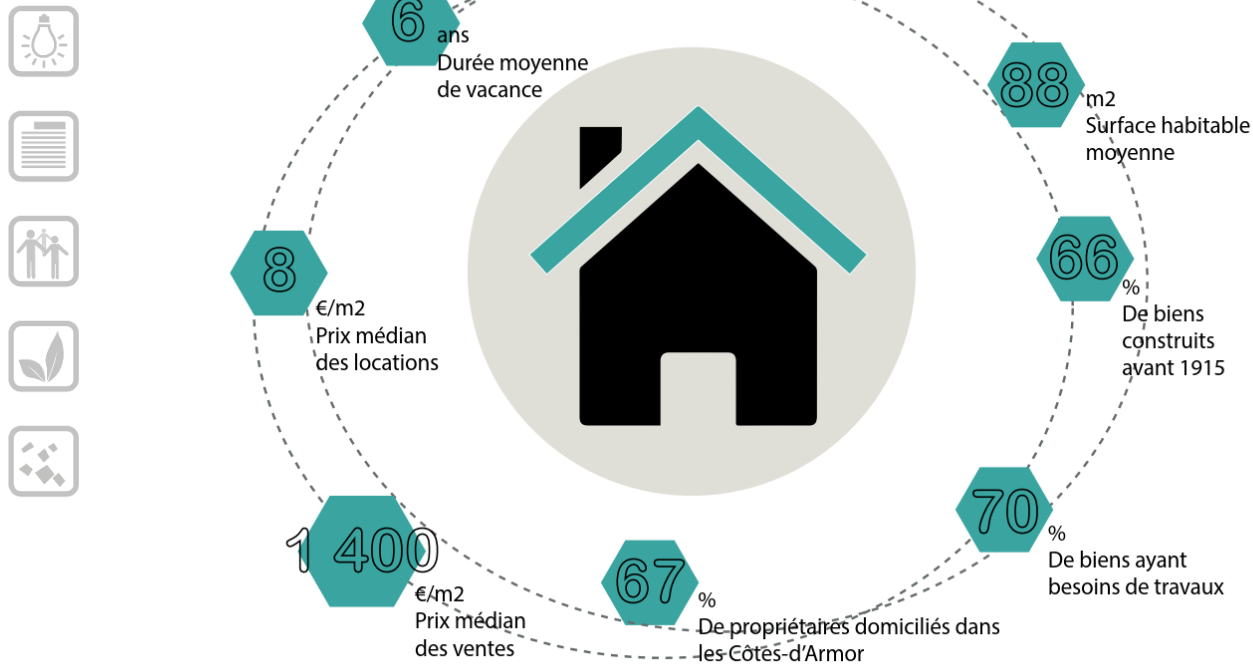 6
ans
Durée moyenne
de vacance
88
m2
Surface habitable
moyenne
8
€/m2
Prix médian
des locations
66
%
De biens
construits
avant 1915
1 400
€/m2
Prix médian
des ventes
67
%
De propriétaires domiciliés dans
les Côtes-d'Armor
70
%
De biens ayant
besoins de travaux